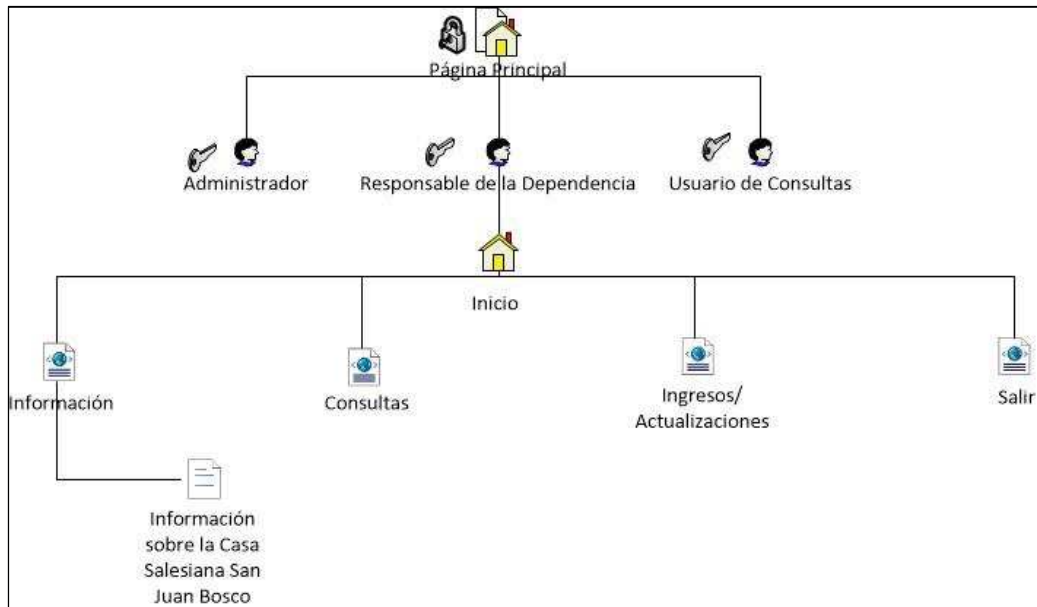 Página Principal
Administrador
Responsable de la Dependencia
Usuario de Consultas
Inicio
Información
Consultas
Ingresos/
Actualizaciones
Salir
Información
sobre la Casa
Salesiana San
Juan Bosco